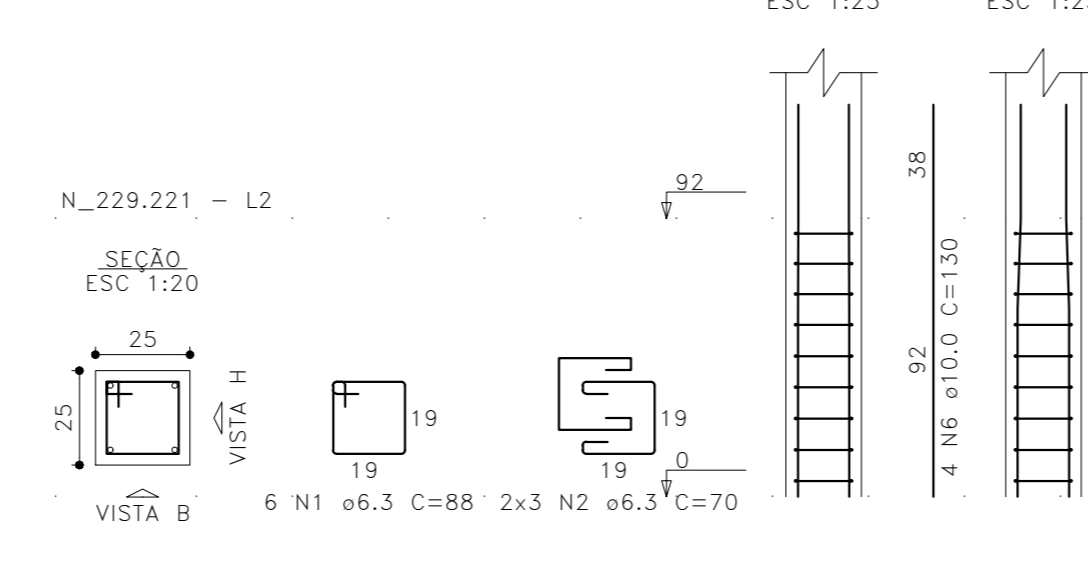 ESC 1:25
ESC 1:25
92
N_229.221 – L2
SEÇÃO
ESC 1:20
25
25
VISTA H
VISTA B
19
19
6 N1 ø6.3 C=88
19
19
2x3 N2 ø6.3 C=70
0
38
92
4 N6 ø10.0 C=130